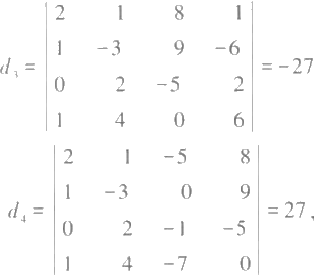 2 1 8 1
1 -3 9 -6
d₃ = = -27
0 2 -5 2
1 4 0 6
2 1 -5 8
1 -3 0 9
d₄ = = 27,
0 2 -1 -5
1 4 -7 0